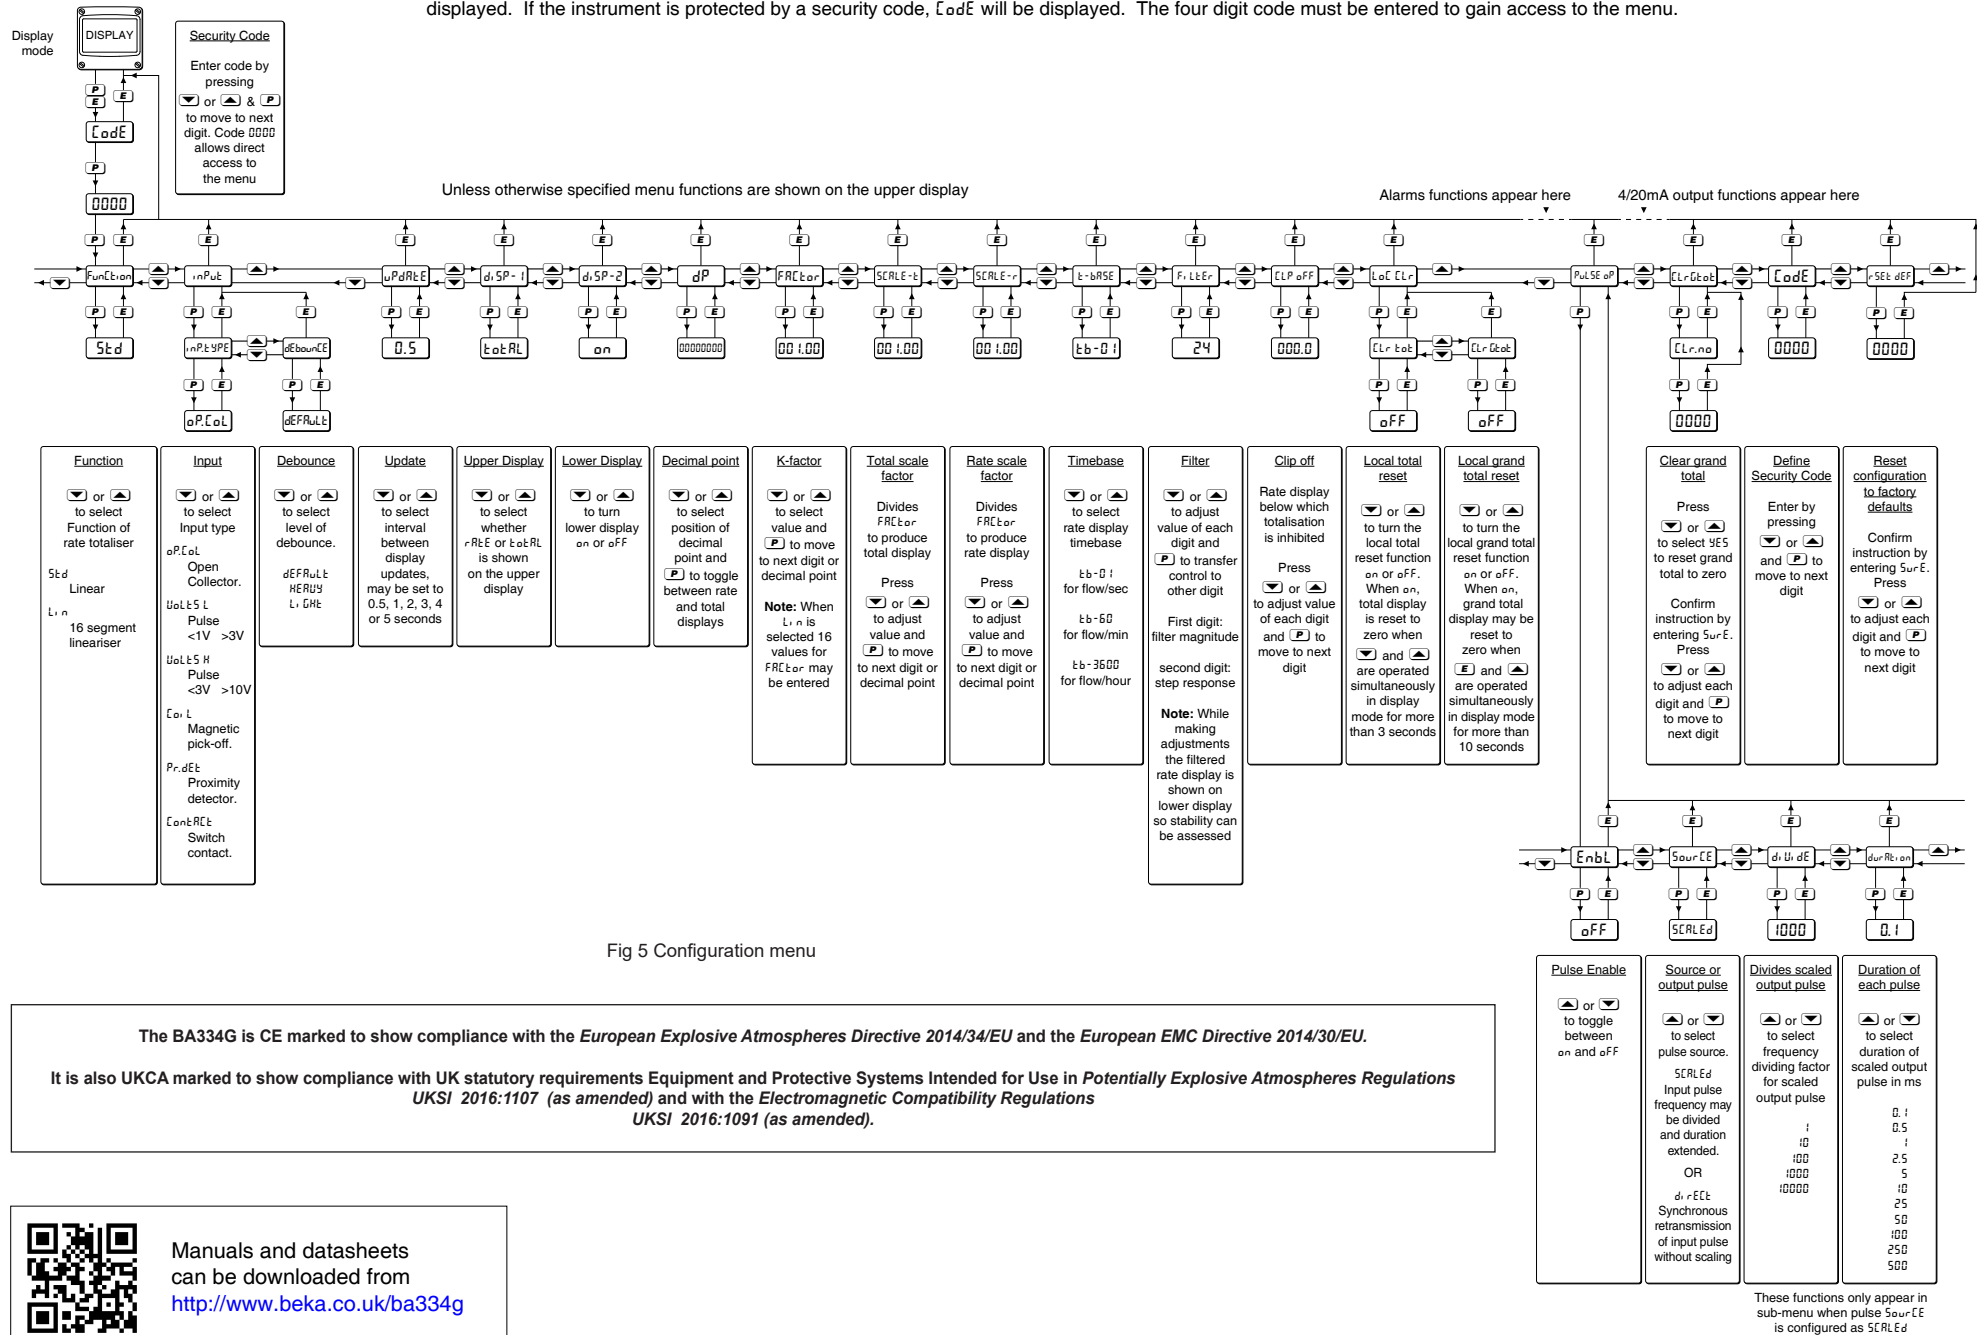 displayed. If the instrument is protected by a security code, CodE will be displayed. The four digit code must be entered to gain access to the menu.
Display
mode
DISPLAY
Security Code
Enter code by
pressing
or & P
to move to next
digit. Code 0000
allows direct
access to
the menu
P
E
E
CodE
P
0000
Unless otherwise specified menu functions are shown on the upper display
Alarms functions appear here
4/20mA output functions appear here
P E E E E E E E E E E E E E E E E E
FunCtion inPut uPdAtE diSP-1 diSP-2 dP FACtor SCALE-t SCALE-r t-bASE FiLtEr CLP oFF LoC CLr PuLSE oP CLrGtot CodE rSEt dEF
P E P E E P E P E P E P E P E P E P E P E P E P E P E E P P E P E P E
Std inP.tYPE dEbounCE 0.5 totAL on 00000000 001.00 001.00 001.00 tb-01 24 000.0 CLr tot CLr Gtot CLr.no 0000 0000
P E P E P E P E P E
oP.CoL dEFAuLt oFF oFF 0000
Function
or
to select
Function of
rate totaliser
Std
Linear
Lin
16 segment
lineariser
Input
or
to select
Input type
oP.CoL
Open
Collector.
VoLtS L
Pulse
<1V >3V
VoLtS H
Pulse
<3V >10V
CoiL
Magnetic
pick-off.
Pr.dEt
Proximity
detector.
ContACt
Switch
contact.
Debounce
or
to select
level of
debounce.
dEFAuLt
HEAVY
LiGHt
Update
or
to select
interval
between
display
updates,
may be set to
0.5, 1, 2, 3, 4
or 5 seconds
Upper Display
or
to select
whether
rAtE or totAL
is shown
on the upper
display
Lower Display
or
to turn
lower display
on or oFF
Decimal point
or
to select
position of
decimal
point and
P to toggle
between rate
and total
displays
K-factor
or
to select
value and
P to move
to next digit or
decimal point
Note: When
Lin is
selected 16
values for
FACtor may
be entered
Total scale
factor
Divides
FACtor
to produce
total display
Press
or
to adjust
value and
P to move
to next digit or
decimal point
Rate scale
factor
Divides
FACtor
to produce
rate display
Press
or
to adjust
value and
P to move
to next digit or
decimal point
Timebase
or
to select
rate display
timebase
tb-01
for flow/sec
tb-60
for flow/min
tb-3600
for flow/hour
Filter
or
to adjust
value of each
digit and
P to transfer
control to
other digit
First digit:
filter magnitude
second digit:
step response
Note: While
making
adjustments
the filtered
rate display is
shown on
lower display
so stability can
be assessed
Clip off
Rate display
below which
totalisation
is inhibited
Press
or
to adjust value
of each digit
and P to
move to next
digit
Local total
reset
or
to turn the
local total
reset function
on or oFF.
When on,
total display
is reset to
zero when
and
are operated
simultaneously
in display
mode for more
than 3 seconds
Local grand
total reset
or
to turn the
local grand total
reset function
on or oFF.
When on,
grand total
display may be
reset to
zero when
E and
are operated
simultaneously
in display mode
for more than
10 seconds
Clear grand
total
Press
or
to select YES
to reset grand
total to zero
Confirm
instruction by
entering SurE.
Press
or
to adjust each
digit and P
to move to
next digit
Define
Security Code
Enter by
pressing
or
and P to
move to next
digit
Reset
configuration
to factory
defaults
Confirm
instruction by
entering SurE.
Press
or
to adjust each
digit and P
to move to
next digit
E E E E
EnbL SourCE diVidE durAtion
P E P E P E P E
oFF SCALEd 1000 0.1
Pulse Enable
or
to toggle
between
on and oFF
Source or
output pulse
or
to select
pulse source.
SCALEd
Input pulse
frequency may
be divided
and duration
extended.
OR
dirECt
Synchronous
retransmission
of input pulse
without scaling
Divides scaled
output pulse
or
to select
frequency
dividing factor
for scaled
output pulse
1
10
100
1000
10000
Duration of
each pulse
or
to select
duration of
scaled output
pulse in ms
0.1
0.5
1
2.5
5
10
25
50
100
250
500
These functions only appear in
sub-menu when pulse SourCE
is configured as SCALEd
Fig 5 Configuration menu
The BA334G is CE marked to show compliance with the European Explosive Atmospheres Directive 2014/34/EU and the European EMC Directive 2014/30/EU.
It is also UKCA marked to show compliance with UK statutory requirements Equipment and Protective Systems Intended for Use in Potentially Explosive Atmospheres Regulations
UKSI 2016:1107 (as amended) and with the Electromagnetic Compatibility Regulations
UKSI 2016:1091 (as amended).
Manuals and datasheets
can be downloaded from
http://www.beka.co.uk/ba334g